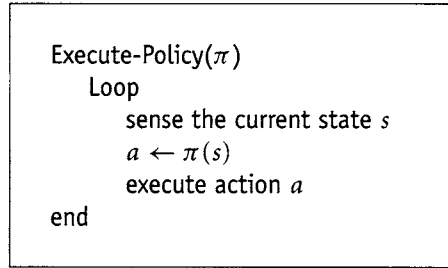 Execute-Policy(π)
Loop
sense the current state s
a ← π(s)
execute action a
end